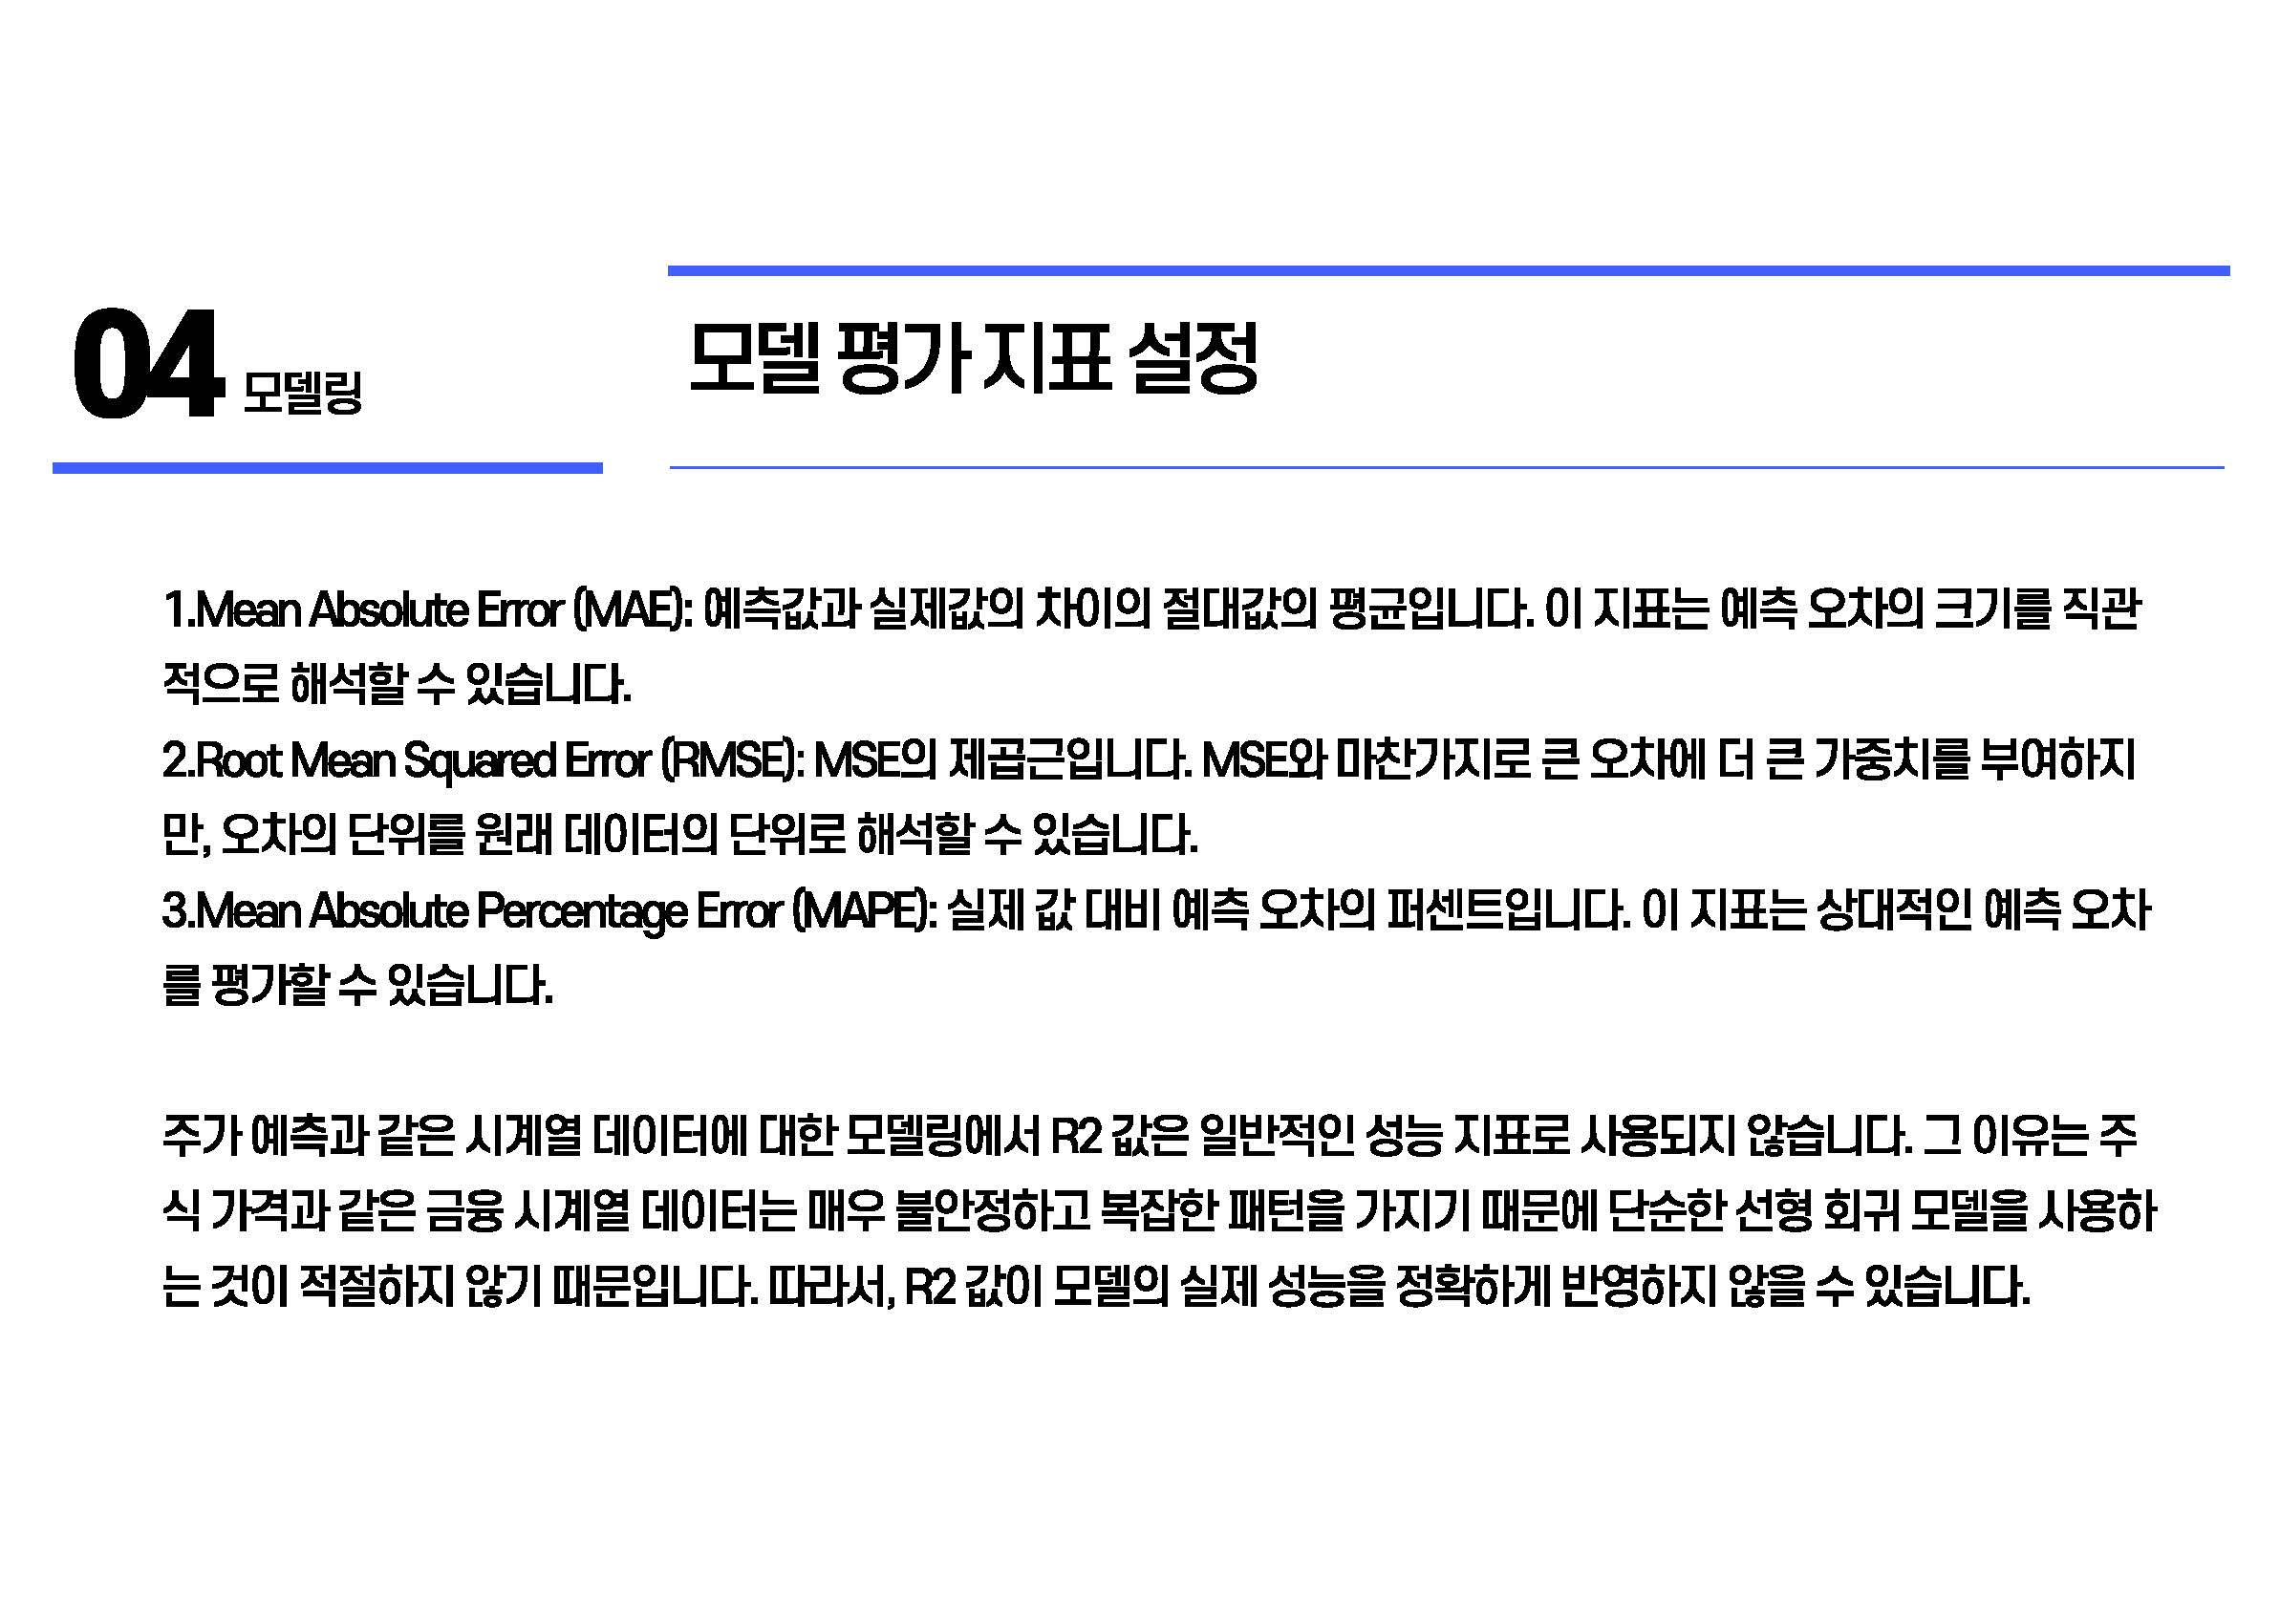 04 모델링
모델 평가 지표 설정
1.Mean Absolute Error (MAE): 예측값과 실제값의 차이의 절대값의 평균입니다. 이 지표는 예측 오차의 크기를 직관
적으로 해석할 수 있습니다.
2.Root Mean Squared Error (RMSE): MSE의 제곱근입니다. MSE와 마찬가지로 큰 오차에 더 큰 가중치를 부여하지
만, 오차의 단위를 원래 데이터의 단위로 해석할 수 있습니다.
3.Mean Absolute Percentage Error (MAPE): 실제 값 대비 예측 오차의 퍼센트입니다. 이 지표는 상대적인 예측 오차
를 평가할 수 있습니다.
주가 예측과 같은 시계열 데이터에 대한 모델링에서 R2 값은 일반적인 성능 지표로 사용되지 않습니다. 그 이유는 주
식 가격과 같은 금융 시계열 데이터는 매우 불안정하고 복잡한 패턴을 가지기 때문에 단순한 선형 회귀 모델을 사용하
는 것이 적절하지 않기 때문입니다. 따라서, R2 값이 모델의 실제 성능을 정확하게 반영하지 않을 수 있습니다.